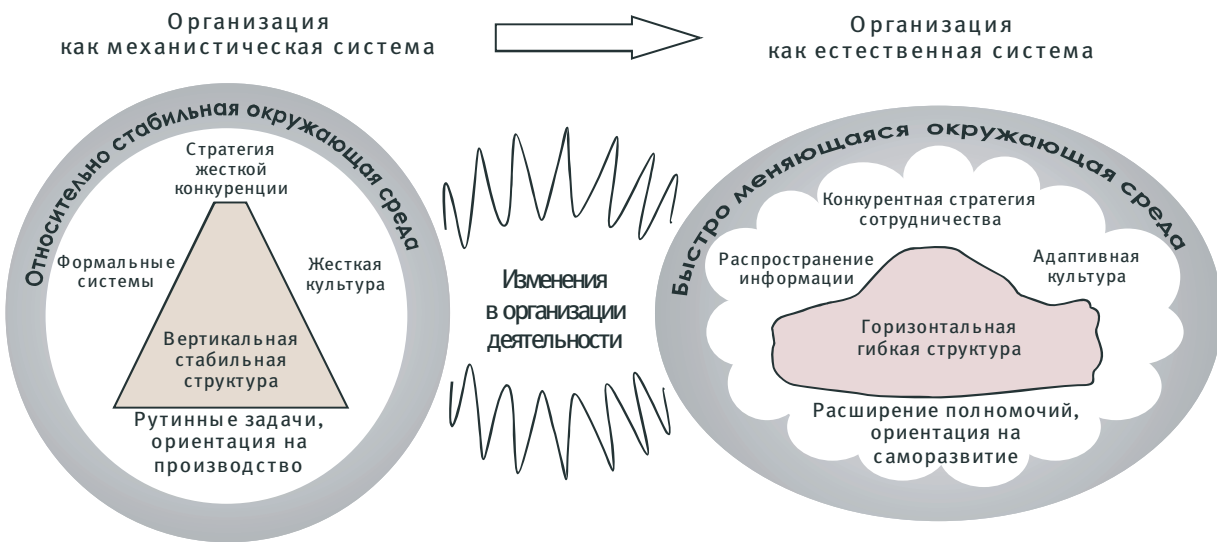 Организация
как механистическая система
Организация
как естественная система
Относительно стабильная окружающая среда
Стратегия
жесткой
конкуренции
Формальные
системы
Жесткая
культура
Вертикальная
стабильная
структура
Рутинные задачи,
ориентация на
производство
Изменения
в организации
деятельности
Быстро меняющаяся окружающая среда
Конкурентная стратегия
сотрудничества
Распространение
информации
Адаптивная
культура
Горизонтальная
гибкая структура
Расширение полномочий,
ориентация на
саморазвитие